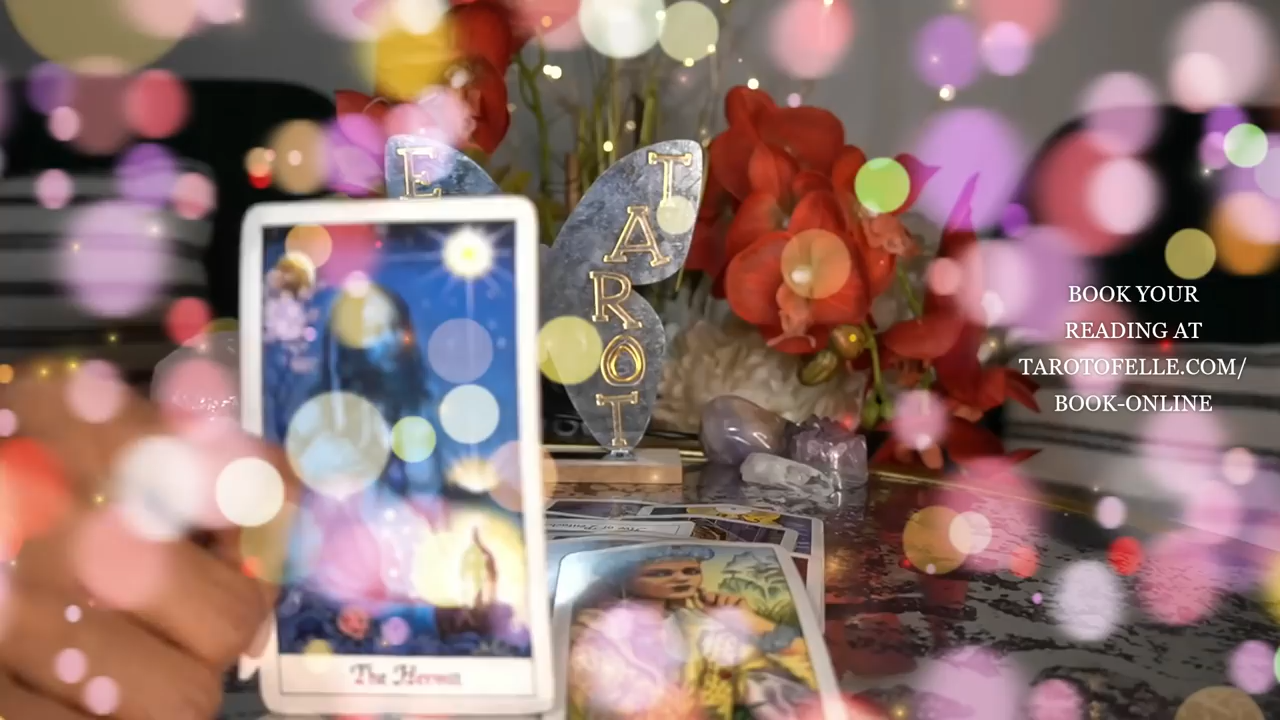 E
TAROT
BOOK YOUR
READING AT
TAROTOFELLE.COM/
BOOK-ONLINE
The Hermit